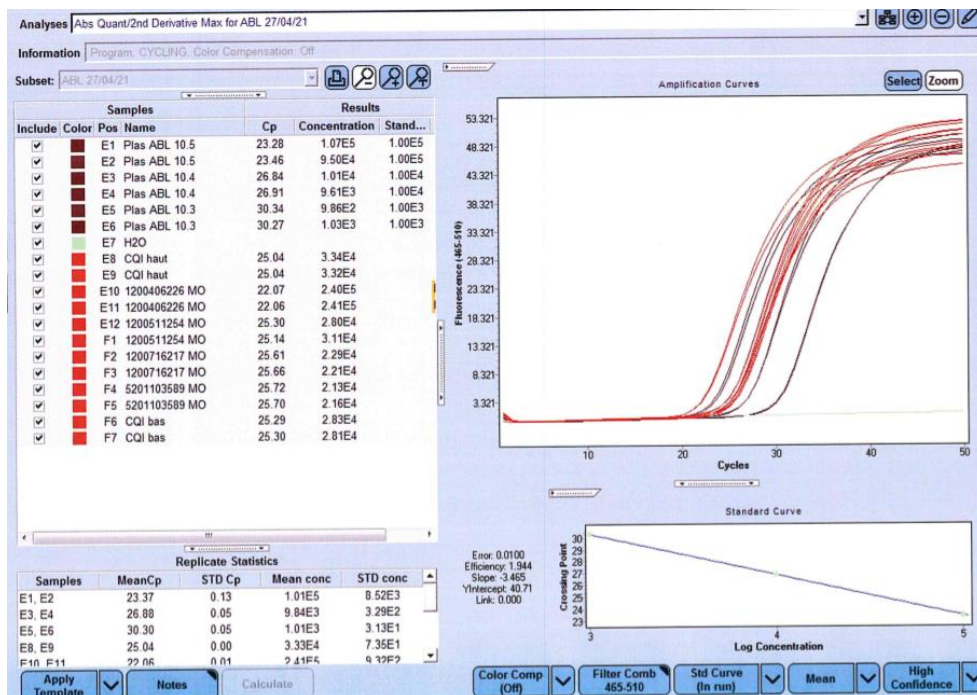 Analyses Abs Quant/2nd Derivative Max for ABL 27/04/21
Information Program: CYCLING. Color Compensation: Off
Subset: ABL 27/04/21
Samples Results
Include Color Pos Name Cp Concentration Stand...
E1 Plas ABL 10.5 23.28 1.07E5 1.00E5
E2 Plas ABL 10.5 23.46 9.50E4 1.00E5
E3 Plas ABL 10.4 26.84 1.01E4 1.00E4
E4 Plas ABL 10.4 26.91 9.61E3 1.00E4
E5 Plas ABL 10.3 30.34 9.86E2 1.00E3
E6 Plas ABL 10.3 30.27 1.03E3 1.00E3
E7 H2O
E8 CQI haut 25.04 3.34E4
E9 CQI haut 25.04 3.32E4
E10 1200406226 MO 22.07 2.40E5
E11 1200406226 MO 22.06 2.41E5
E12 1200511254 MO 25.30 2.80E4
F1 1200511254 MO 25.14 3.11E4
F2 1200716217 MO 25.61 2.29E4
F3 1200716217 MO 25.66 2.21E4
F4 5201103589 MO 25.72 2.13E4
F5 5201103589 MO 25.70 2.16E4
F6 CQI bas 25.29 2.83E4
F7 CQI bas 25.30 2.81E4
Replicate Statistics
Samples MeanCp STD Cp Mean conc STD conc
E1, E2 23.37 0.13 1.01E5 8.52E3
E3, E4 26.88 0.05 9.84E3 3.29E2
E5, E6 30.30 0.05 1.01E3 3.13E1
E8, E9 25.04 0.00 3.33E4 7.35E1
E10, E11 22.06 0.01 2.41E5 9.32E2
Apply Template
Notes
Calculate
Amplification Curves
Select Zoom
Fluorescence (465-510)
53.321
48.321
43.321
38.321
33.321
28.321
23.321
18.321
13.321
8.321
3.321
10 20 30 40 50
Cycles
Standard Curve
Error: 0.0100
Efficiency: 1.944
Slope: -3.465
YIntercept: 40.71
Link: 0.000
Crossing Point
30
29
28
27
26
25
24
23
3 4 5
Log Concentration
Color Comp (Off)
Filter Comb 465-510
Std Curve (In run)
Mean
High Confidence